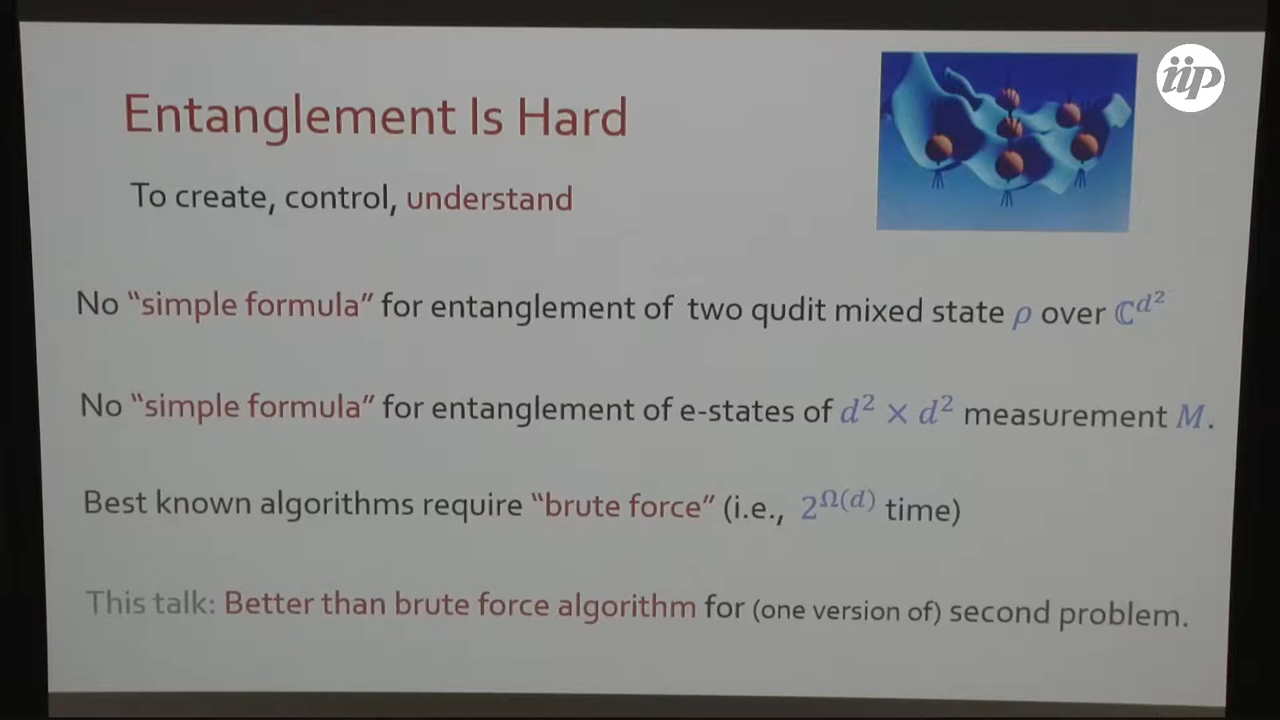 iip
Entanglement Is Hard
To create, control, understand
No “simple formula” for entanglement of two qudit mixed state ρ over ℂ^{d^2}
No “simple formula” for entanglement of e-states of d² × d² measurement M.
Best known algorithms require “brute force” (i.e., 2^{Ω(d)} time)
This talk: Better than brute force algorithm for (one version of) second problem.